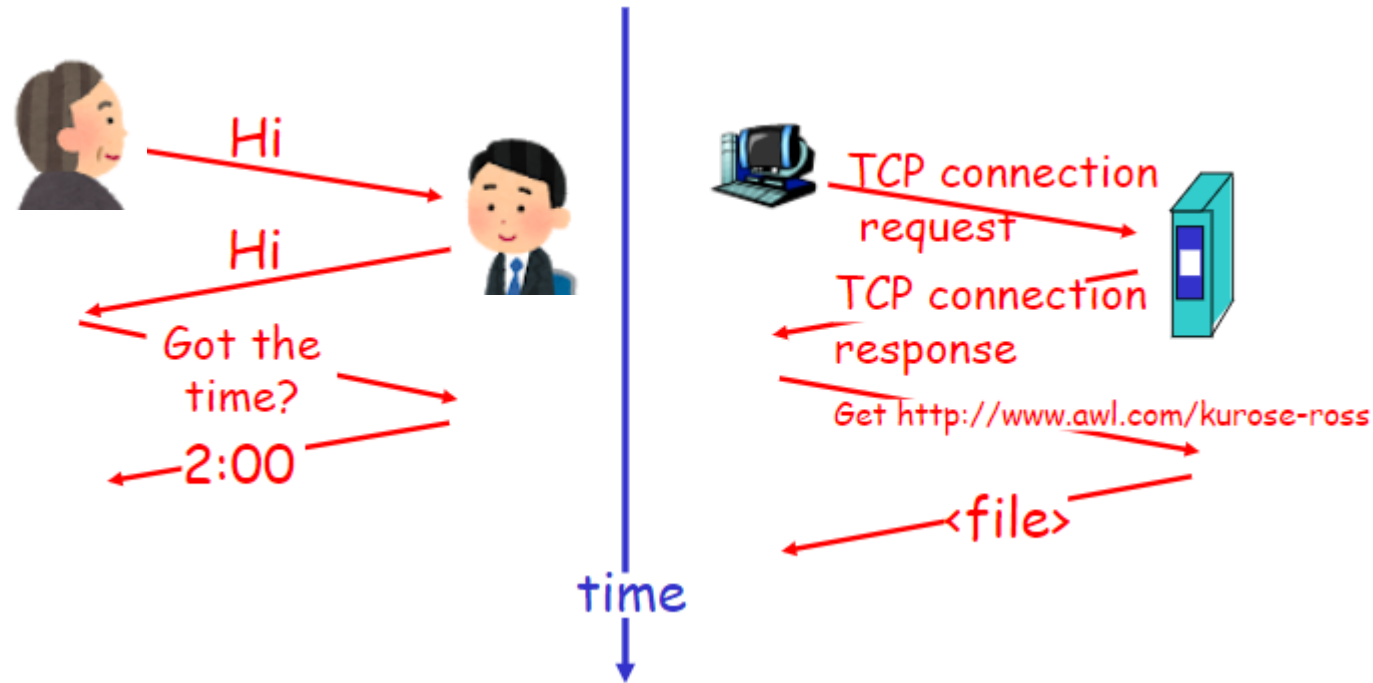 Hi
Hi
Got the
time?
2:00
time
TCP connection
request
TCP connection
response
Get http://www.awl.com/kurose-ross
<file>